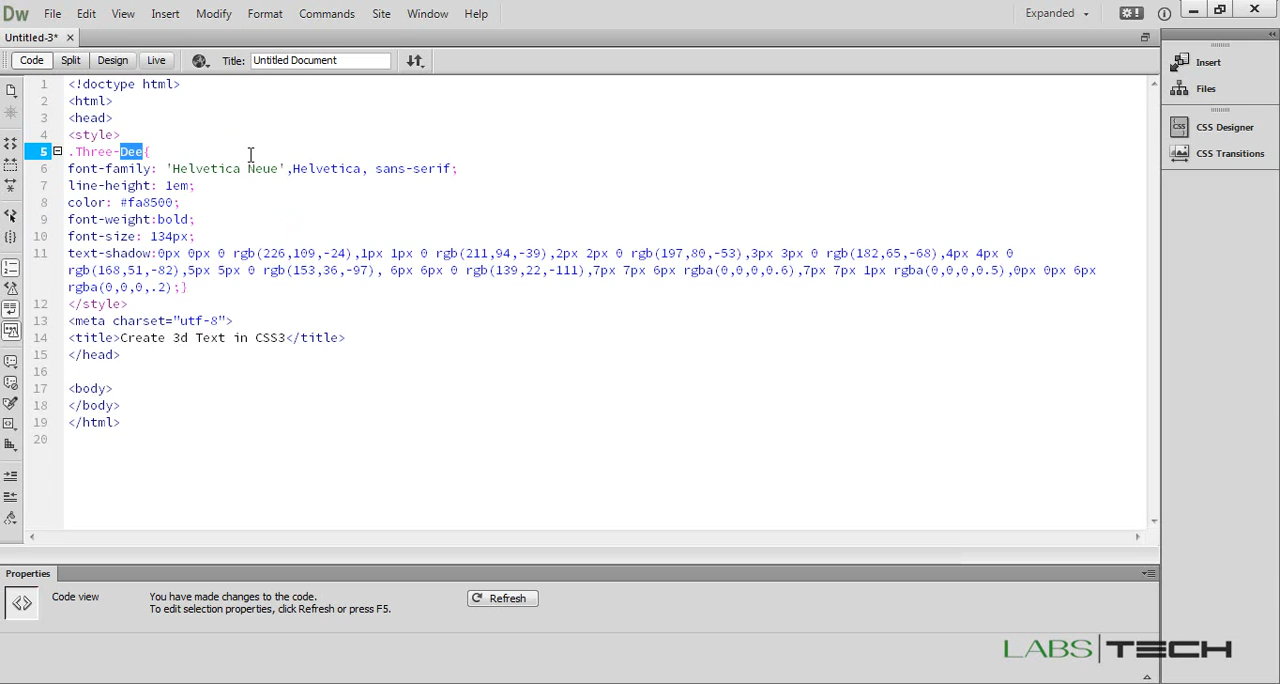 Dw File Edit View Insert Modify Format Commands Site Window Help Expanded
Untitled-3*
Code Split Design Live Title: Untitled Document
Insert
Files
CSS Designer
CSS Transitions
1 <!doctype html>
2 <html>
3 <head>
4 <style>
5 .Three-Dee{
6 font-family: 'Helvetica Neue',Helvetica, sans-serif;
7 line-height: 1em;
8 color: #fa8500;
9 font-weight:bold;
10 font-size: 134px;
11 text-shadow:0px 0px 0 rgb(226,109,-24),1px 1px 0 rgb(211,94,-39),2px 2px 0 rgb(197,80,-53),3px 3px 0 rgb(182,65,-68),4px 4px 0
rgb(168,51,-82),5px 5px 0 rgb(153,36,-97), 6px 6px 0 rgb(139,22,-111),7px 7px 6px rgba(0,0,0,0.6),7px 7px 1px rgba(0,0,0,0.5),0px 0px 6px
rgba(0,0,0,.2);}
12 </style>
13 <meta charset="utf-8">
14 <title>Create 3d Text in CSS3</title>
15 </head>
16
17 <body>
18 </body>
19 </html>
20
Properties
Code view
You have made changes to the code.
To edit selection properties, click Refresh or press F5.
Refresh
LABS|TECH